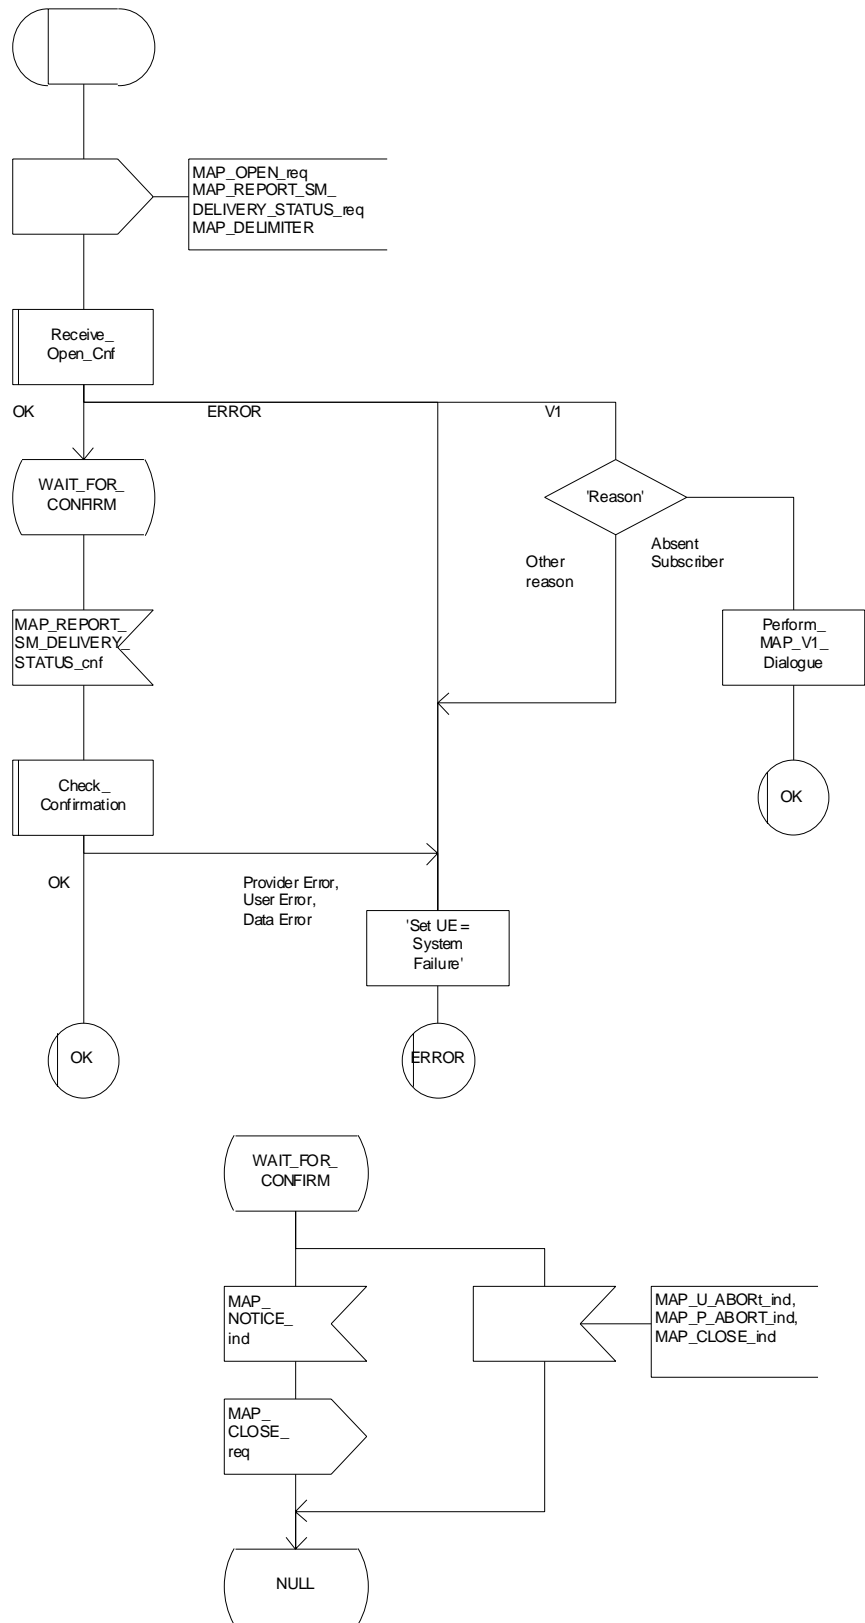 MAP_OPEN_req
MAP_REPORT_SM_
DELIVERY_STATUS_req
MAP_DELIMITER
Receive_
Open_Cnf
OK
ERROR
V1
WAIT_FOR_
CONFIRM
'Reason'
Other
reason
Absent
Subscriber
MAP_REPORT_
SM_DELIVERY_
STATUS_cnf
Perform_
MAP_V1_
Dialogue
Check_
Confirmation
OK
OK
Provider Error,
User Error,
Data Error
'Set UE =
System
Failure'
OK
ERROR
WAIT_FOR_
CONFIRM
MAP_
NOTICE_
ind
MAP_U_ABORt_ind,
MAP_P_ABORT_ind,
MAP_CLOSE_ind
MAP_
CLOSE_
req
NULL